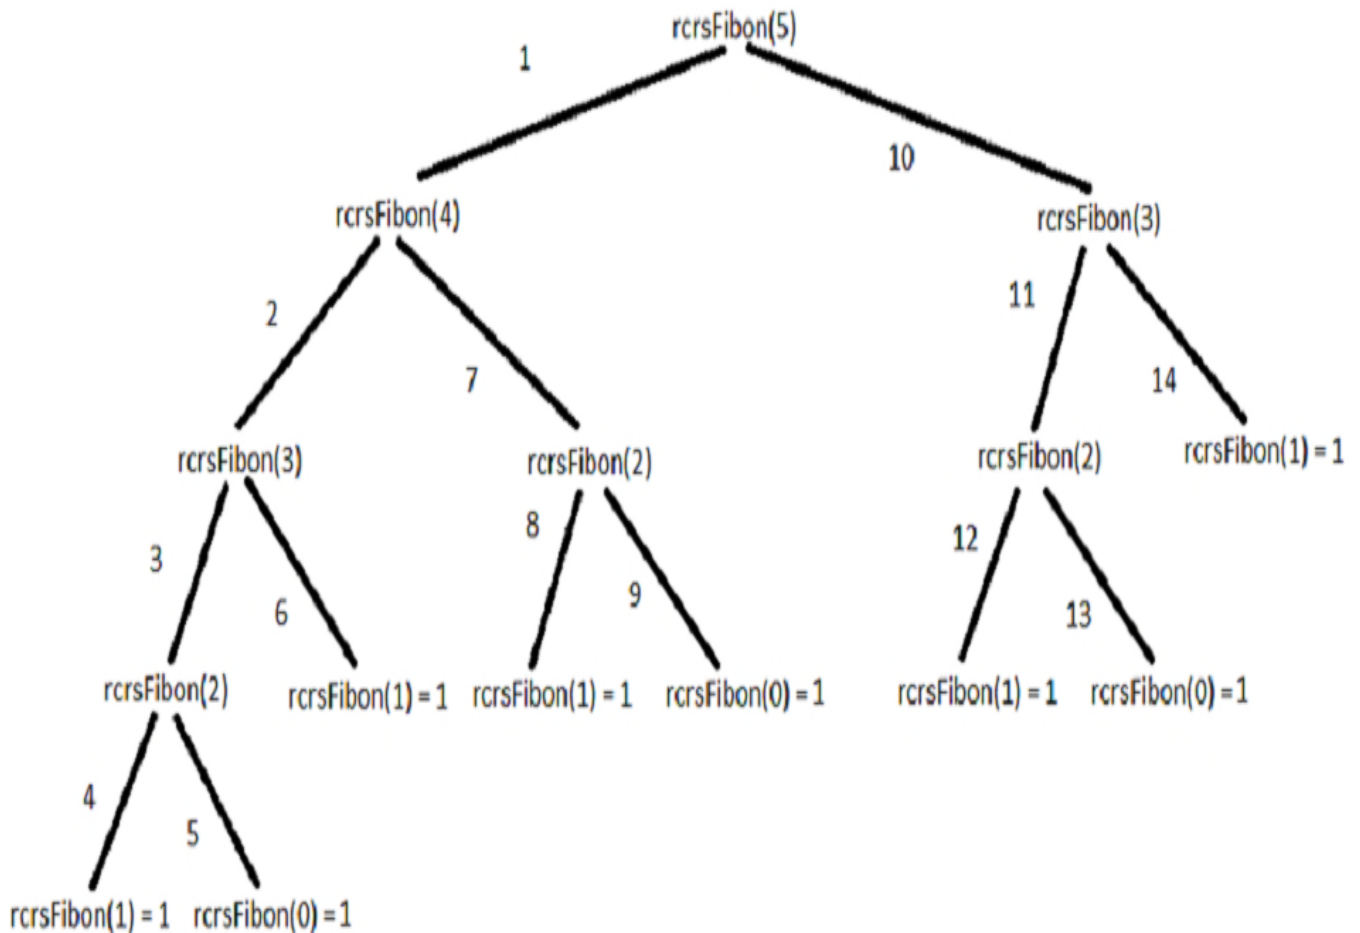 rcrsFibon(5)
1
10
rcrsFibon(4)
rcrsFibon(3)
2
7
11
14
rcrsFibon(3)
rcrsFibon(2)
rcrsFibon(2)
rcrsFibon(1) = 1
3
6
8
9
12
13
rcrsFibon(2)
rcrsFibon(1) = 1
rcrsFibon(1) = 1
rcrsFibon(0) = 1
rcrsFibon(1) = 1
rcrsFibon(0) = 1
4
5
rcrsFibon(1) = 1
rcrsFibon(0) = 1